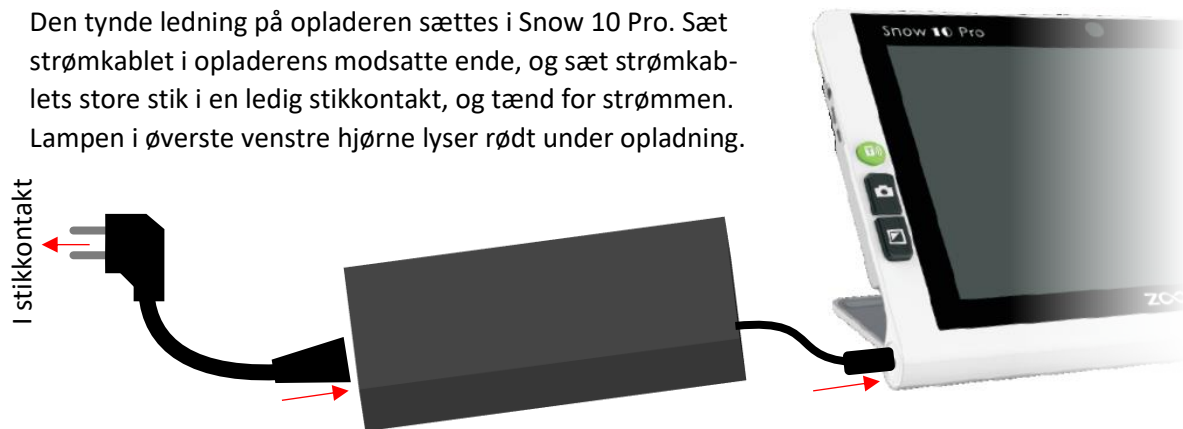 Den tynde ledning på opladeren sættes i Snow 10 Pro. Sæt
strømkablet i opladerens modsatte ende, og sæt strømkab-
lets store stik i en ledig stikkontakt, og tænd for strømmen.
Lampen i øverste venstre hjørne lyser rødt under opladning.
I stikkontakt
Snow 10 Pro